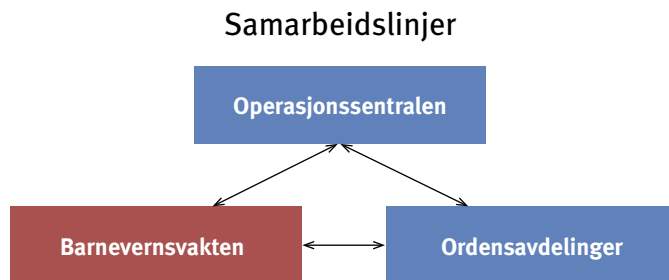 Samarbeidslinjer
Operasjonssentralen
Barnevernsvakten
Ordensavdelinger